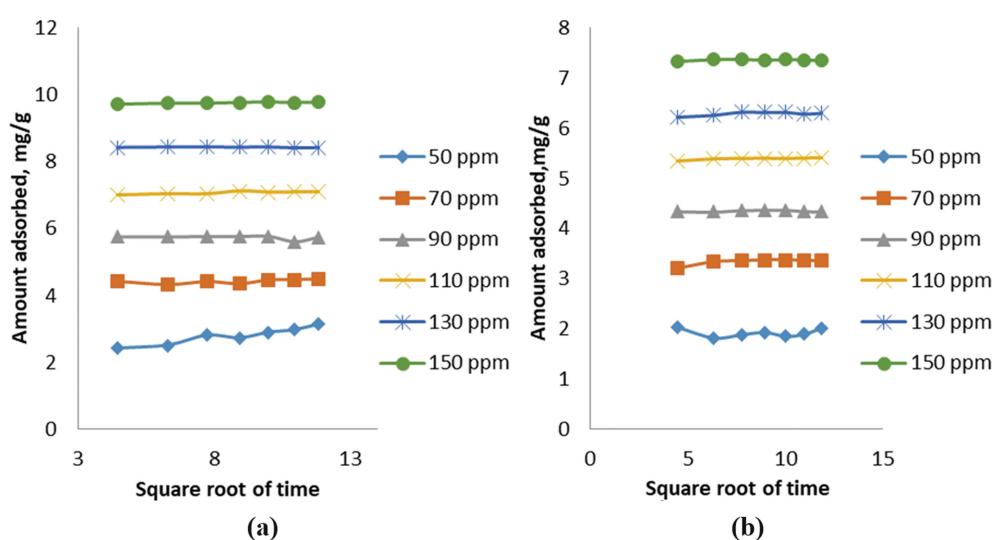 12
10
8
6
4
2
0
Amount adsorbed, mg/g
3
8
13
Square root of time
50 ppm
70 ppm
90 ppm
110 ppm
130 ppm
150 ppm
(a)
8
7
6
5
4
3
2
1
0
Amount adsorbed,mg/g
0
5
10
15
Square root of time
50 ppm
70 ppm
90 ppm
110 ppm
130 ppm
150 ppm
(b)